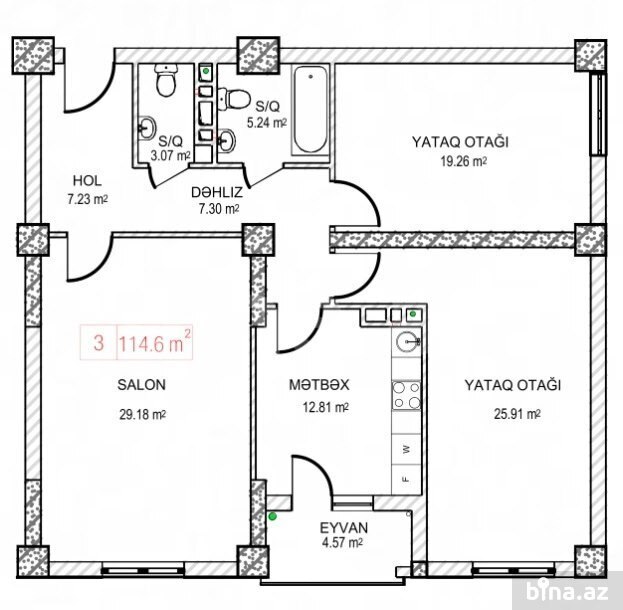 S/Q
3.07 m²
S/Q
5.24 m²
YATAQ OTAĞI
19.26 m²
HOL
7.23 m²
DƏHLIZ
7.30 m²
3 114.6 m²
SALON
29.18 m²
MƏTBƏX
12.81 m²
YATAQ OTAĞI
25.91 m²
W
F
EYVAN
4.57 m²
bina.az